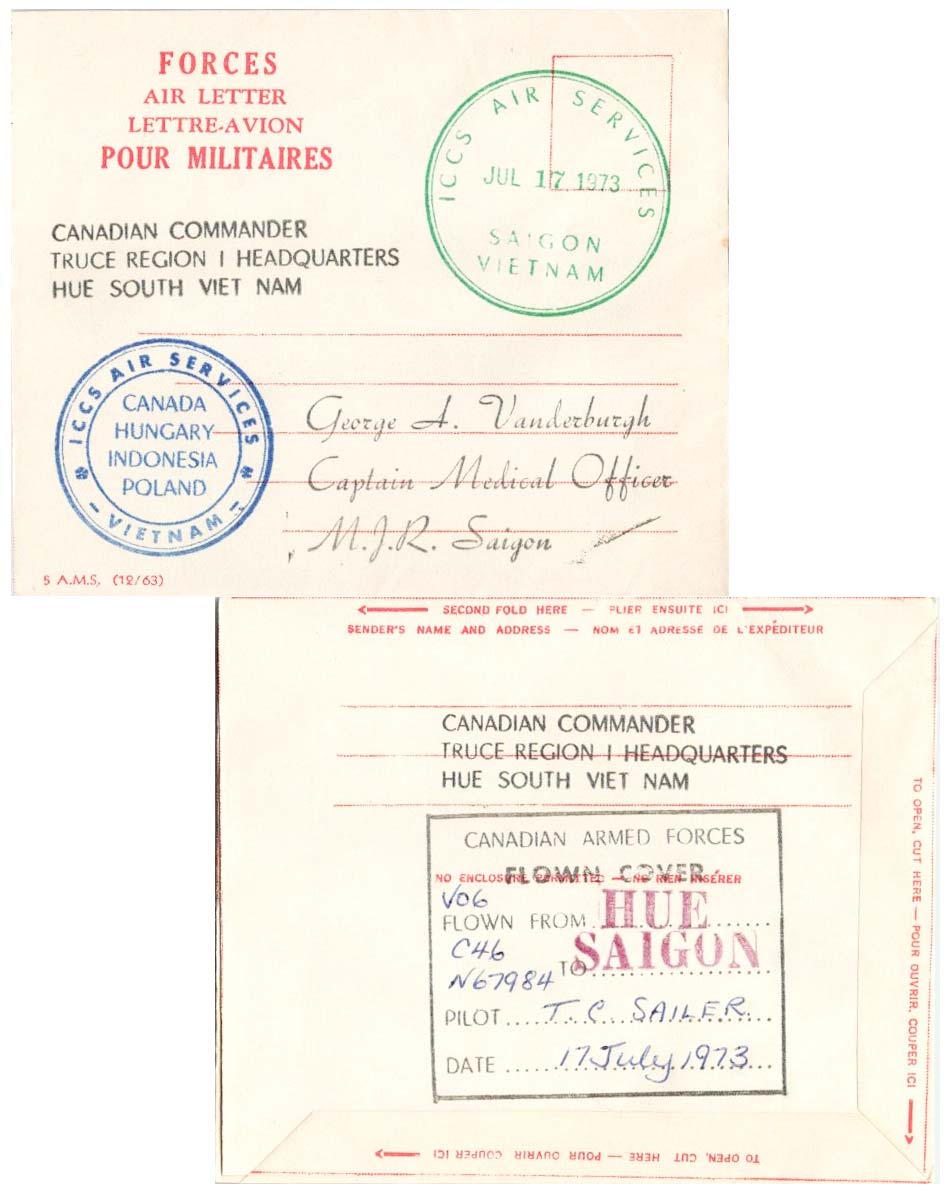 FORCES
AIR LETTER
LETTRE-AVION
POUR MILITAIRES
ICCS AIR SERVICES
JUL 17 1973
SAIGON
VIETNAM
CANADIAN COMMANDER
TRUCE REGION I HEADQUARTERS
HUE SOUTH VIET NAM
ICCS AIR SERVICES
CANADA
HUNGARY
INDONESIA
POLAND
- VIETNAM -
George A. Vanderburgh
Captain Medical Officer
M.J.R. Saigon
5 A.M.S. (12/63)
SECOND FOLD HERE — PLIER ENSUITE ICI
SENDER'S NAME AND ADDRESS — NOM ET ADRESSE DE L'EXPÉDITEUR
CANADIAN COMMANDER
TRUCE REGION I HEADQUARTERS
HUE SOUTH VIET NAM
CANADIAN ARMED FORCES
FLOWN COVER
NO ENCLOSURE PERMITTED — NE RIEN INSÉRER
V06
FLOWN FROM HUE
C46
TO SAIGON
N67984
PILOT T. C. SAILER
DATE 17 July 1973
TO OPEN, CUT HERE — POUR OUVRIR, COUPER ICI
TO OPEN, CUT HERE — POUR OUVRIR COUPER ICI